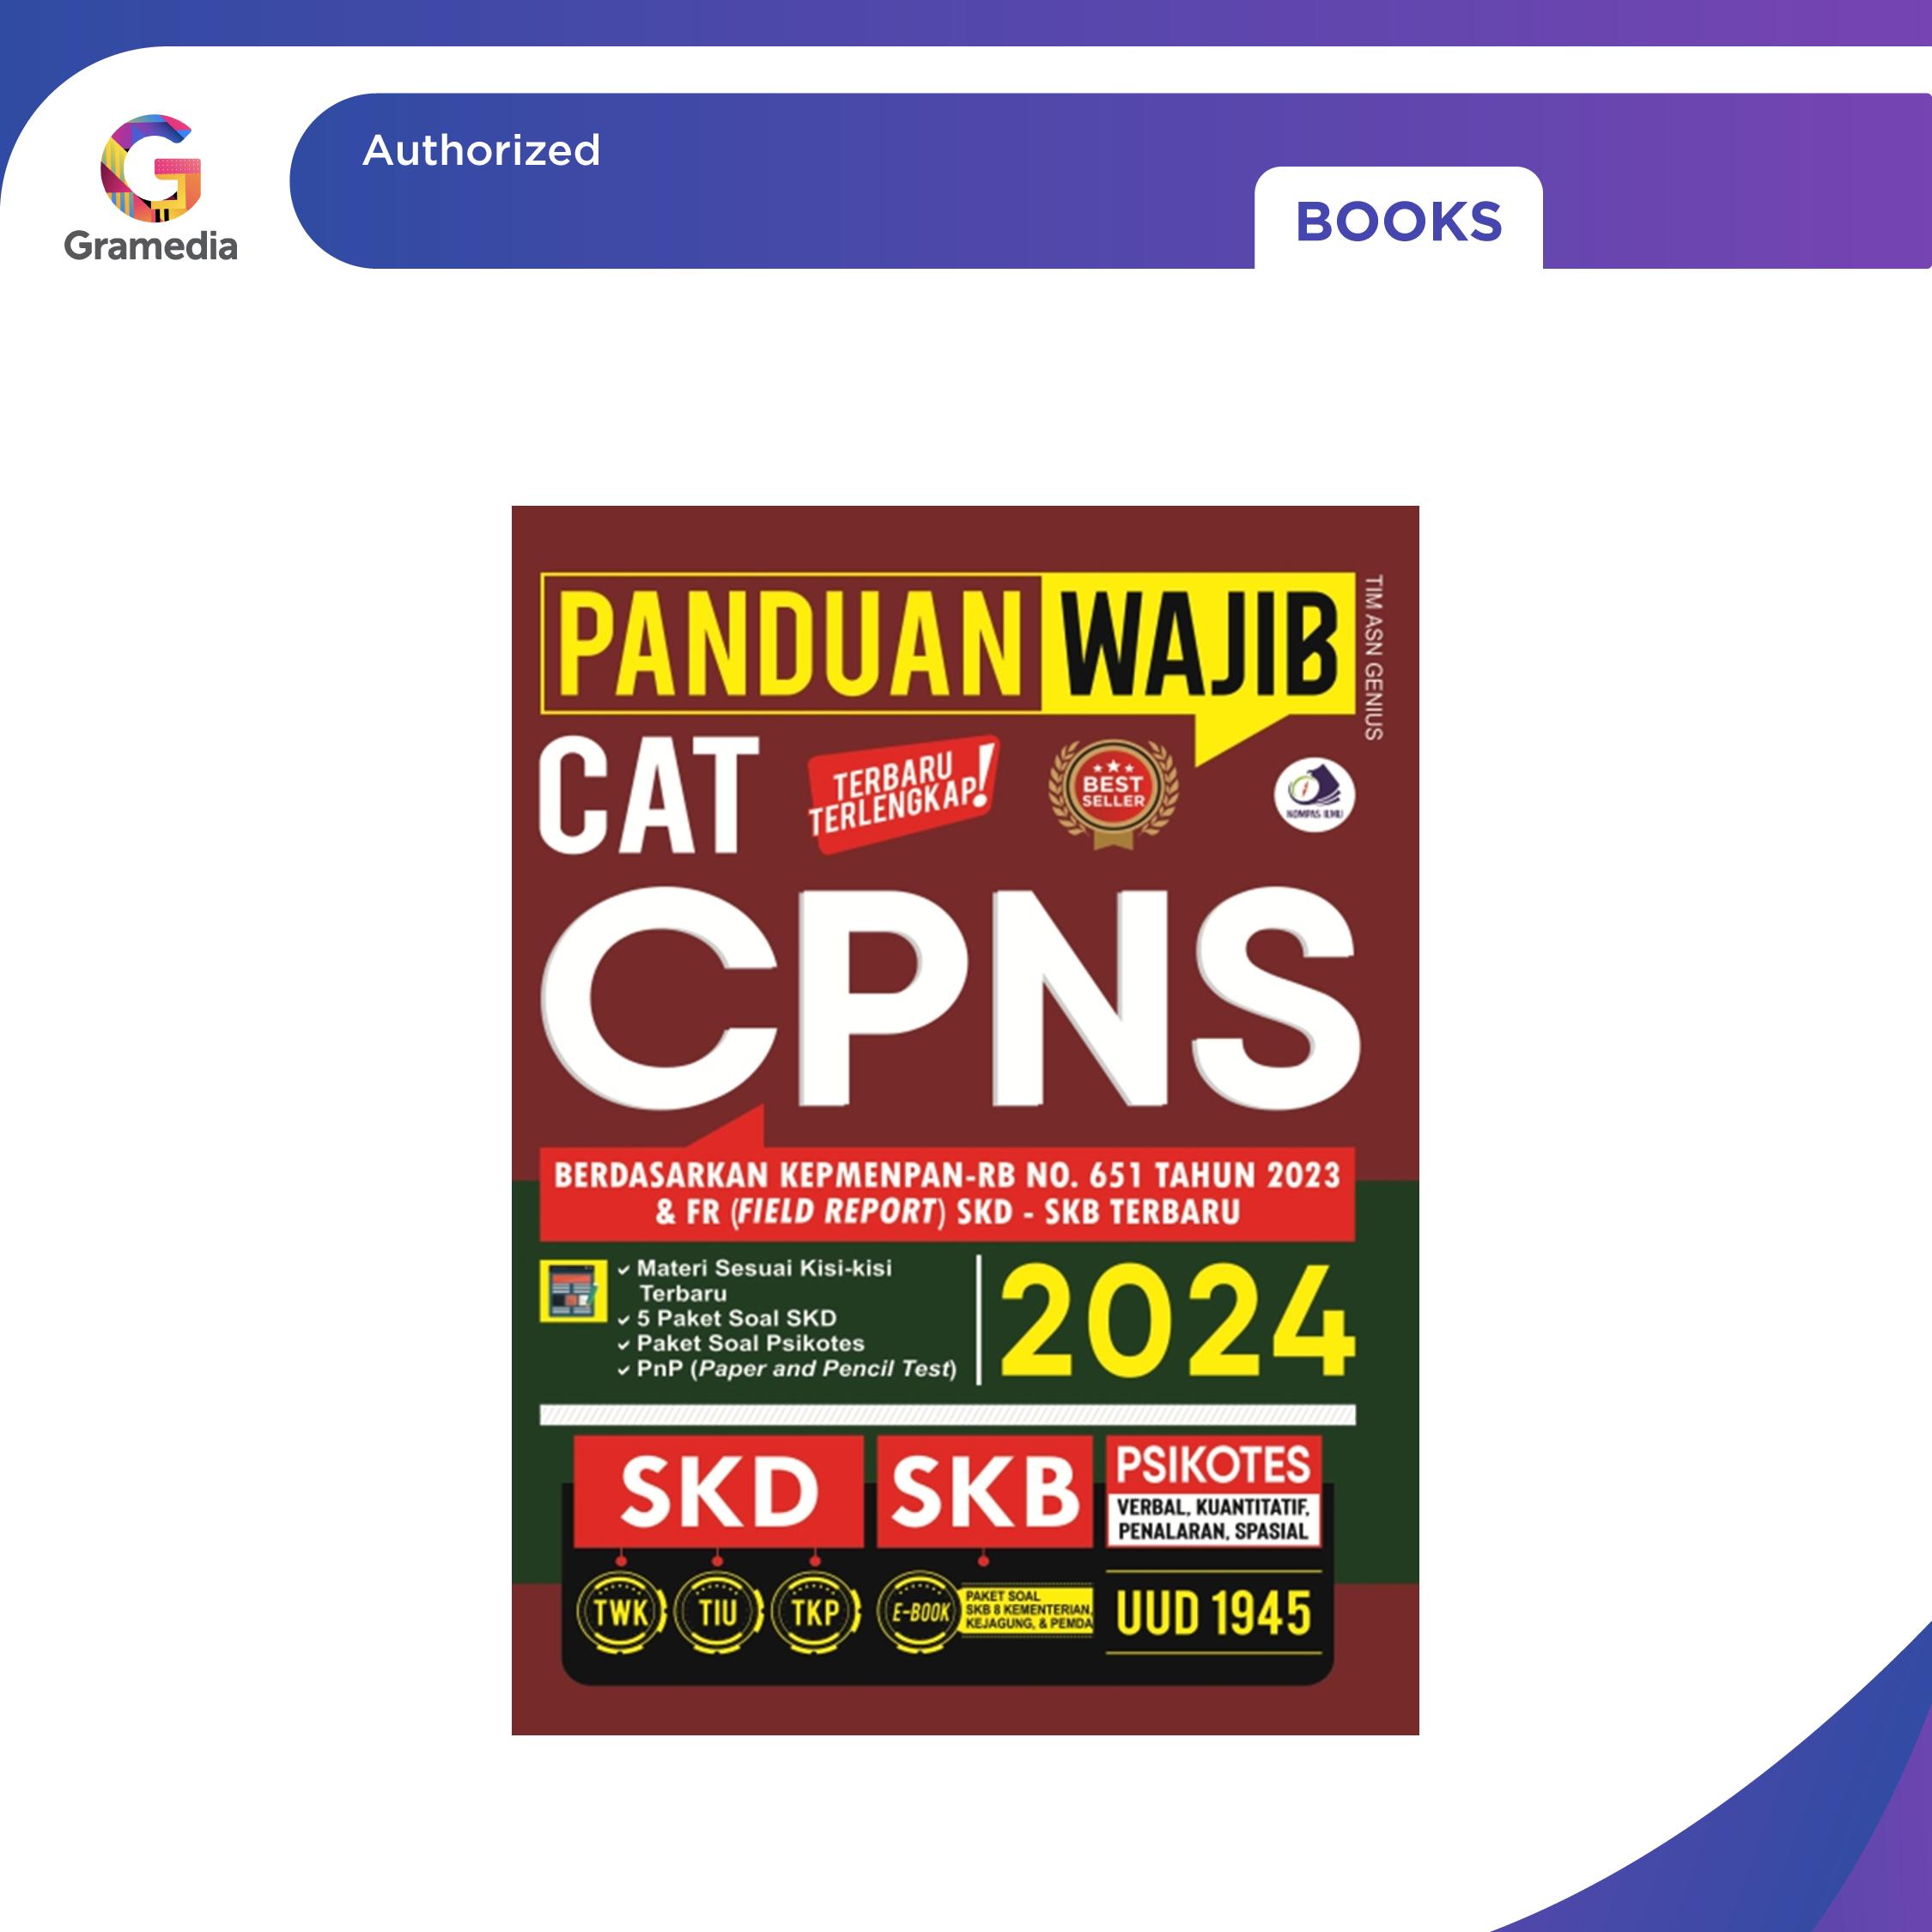 Gramedia
Authorized
BOOKS
PANDUAN WAJIB
TIM ASN GENIUS
CAT
TERBARU
TERLENGKAP!
BEST
SELLER
KOMPAS ILMU
CPNS
BERDASARKAN KEPMENPAN-RB NO. 651 TAHUN 2023
& FR (FIELD REPORT) SKD - SKB TERBARU
✓ Materi Sesuai Kisi-kisi
Terbaru
✓ 5 Paket Soal SKD
✓ Paket Soal Psikotes
✓ PnP (Paper and Pencil Test)
2024
SKD
SKB
PSIKOTES
VERBAL, KUANTITATIF,
PENALARAN, SPASIAL
TWK
TIU
TKP
E-BOOK
PAKET SOAL
SKB 8 KEMENTERIAN,
KEJAGUNG, & PEMDA
UUD 1945